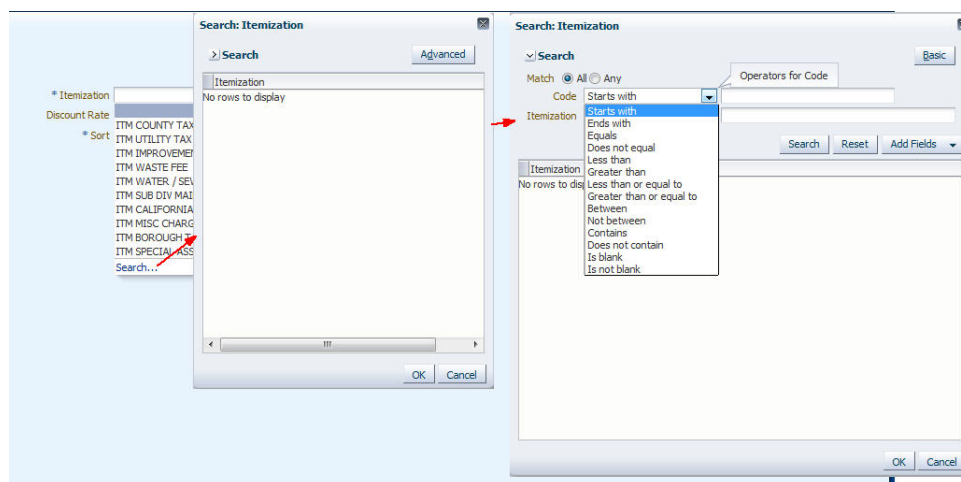 * Itemization
Discount Rate
* Sort
ITM COUNTY TAX
ITM UTILITY TAX
ITM IMPROVEMEN
ITM WASTE FEE
ITM WATER / SEV
ITM SUB DIV MAI
ITM CALIFORNIA
ITM MISC CHARG
ITM BOROUGH T
ITM SPECIAL ASS
Search...
Search: Itemization
Search
Advanced
Itemization
No rows to display
OK Cancel
Search: Itemization
Search
Basic
Match All Any
Operators for Code
Code Starts with
Itemization
Starts with
Ends with
Equals
Does not equal
Less than
Greater than
Less than or equal to
Greater than or equal to
Between
Not between
Contains
Does not contain
Is blank
Is not blank
Search Reset Add Fields
Itemization
No rows to dis
OK Cancel